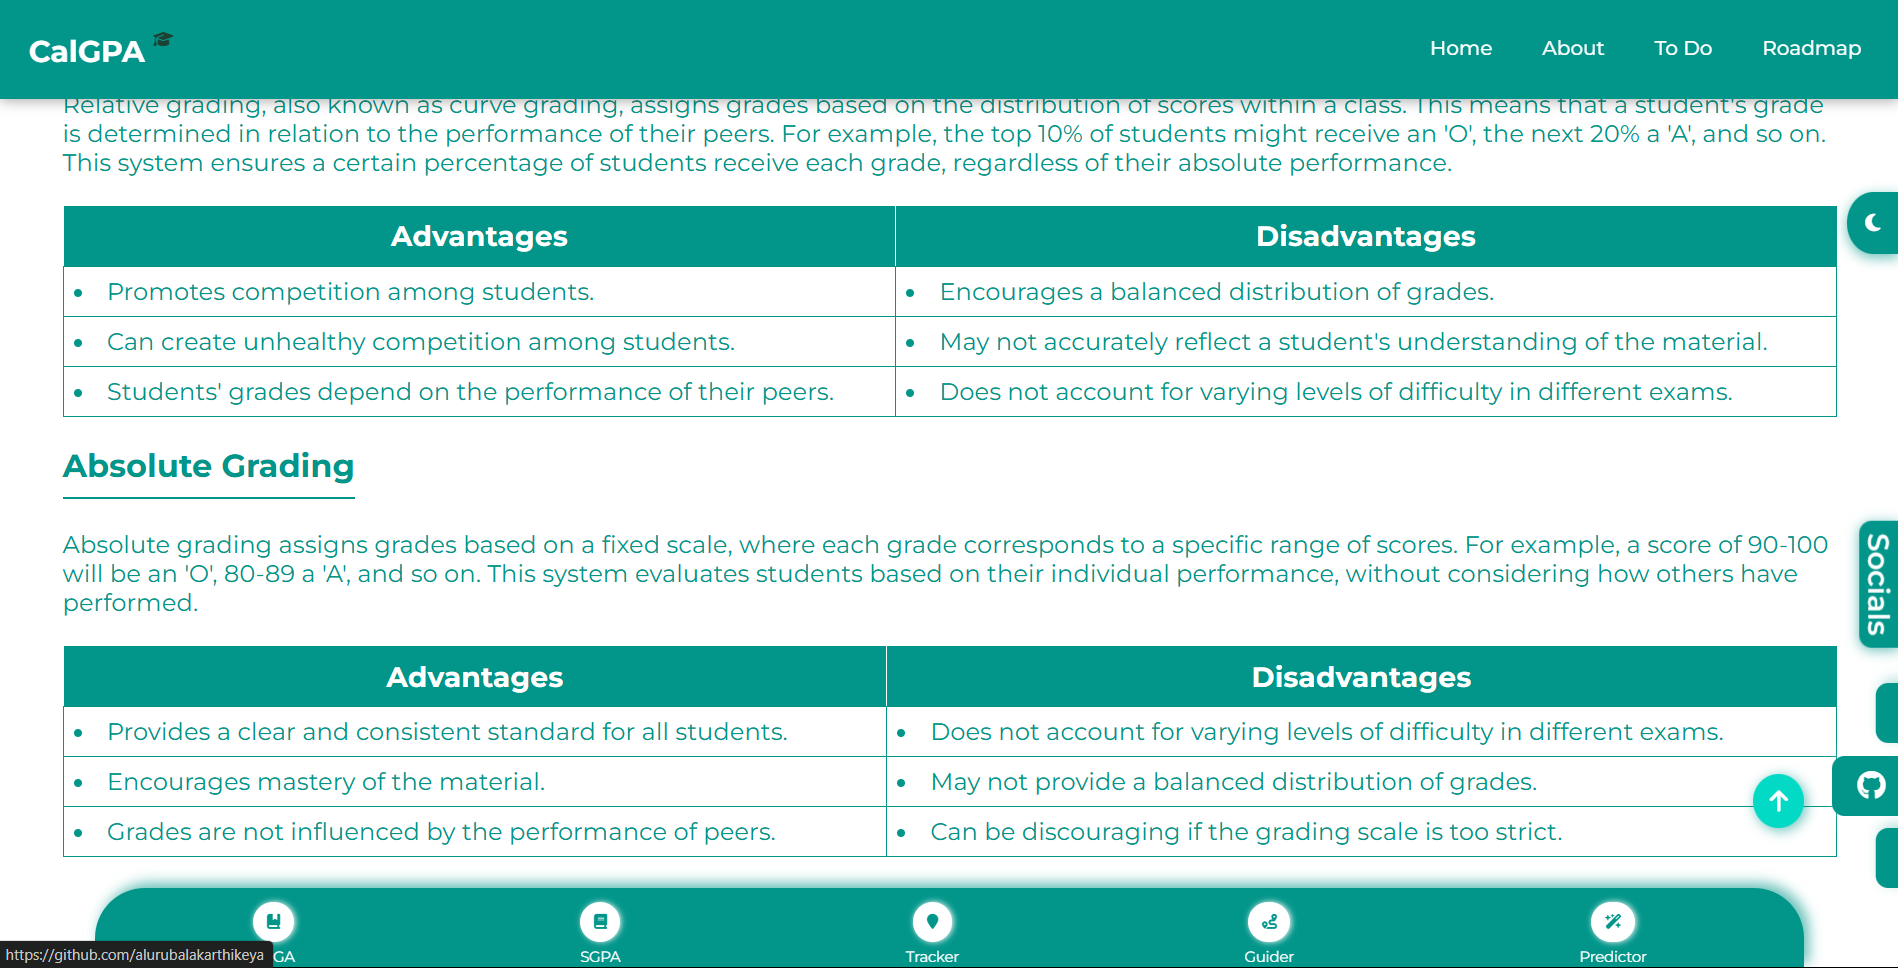 CalGPA
Home About To Do Roadmap
Relative grading, also known as curve grading, assigns grades based on the distribution of scores within a class. This means that a student's grade
is determined in relation to the performance of their peers. For example, the top 10% of students might receive an 'O', the next 20% a 'A', and so on.
This system ensures a certain percentage of students receive each grade, regardless of their absolute performance.
Advantages Disadvantages
• Promotes competition among students. • Encourages a balanced distribution of grades.
• Can create unhealthy competition among students. • May not accurately reflect a student's understanding of the material.
• Students' grades depend on the performance of their peers. • Does not account for varying levels of difficulty in different exams.
Absolute Grading
Absolute grading assigns grades based on a fixed scale, where each grade corresponds to a specific range of scores. For example, a score of 90-100
will be an 'O', 80-89 a 'A', and so on. This system evaluates students based on their individual performance, without considering how others have
performed.
Socials
Advantages Disadvantages
• Provides a clear and consistent standard for all students. • Does not account for varying levels of difficulty in different exams.
• Encourages mastery of the material. • May not provide a balanced distribution of grades.
• Grades are not influenced by the performance of peers. • Can be discouraging if the grading scale is too strict.
GA SGPA Tracker Guider Predictor
https://github.com/alurubalakarthikeya